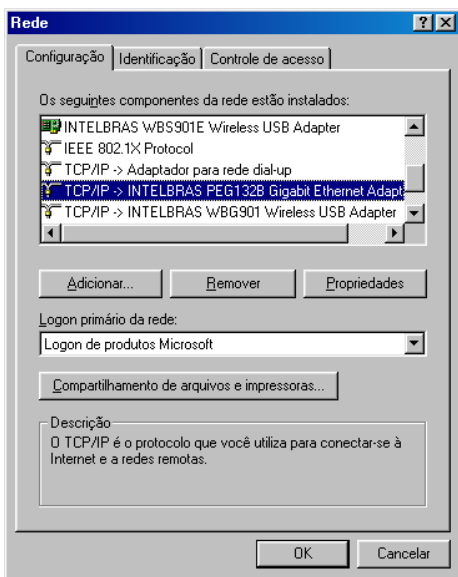 Rede
Configuração Identificação Controle de acesso
Os seguintes componentes da rede estão instalados:
INTELBRAS WBS901E Wireless USB Adapter
IEEE 802.1X Protocol
TCP/IP -> Adaptador para rede dial-up
TCP/IP -> INTELBRAS PEG132B Gigabit Ethernet Adapt
TCP/IP -> INTELBRAS WBG901 Wireless USB Adapter
Adicionar... Remover Propriedades
Logon primário da rede:
Logon de produtos Microsoft
Compartilhamento de arquivos e impressoras...
Descrição
O TCP/IP é o protocolo que você utiliza para conectar-se à
Internet e a redes remotas.
OK Cancelar